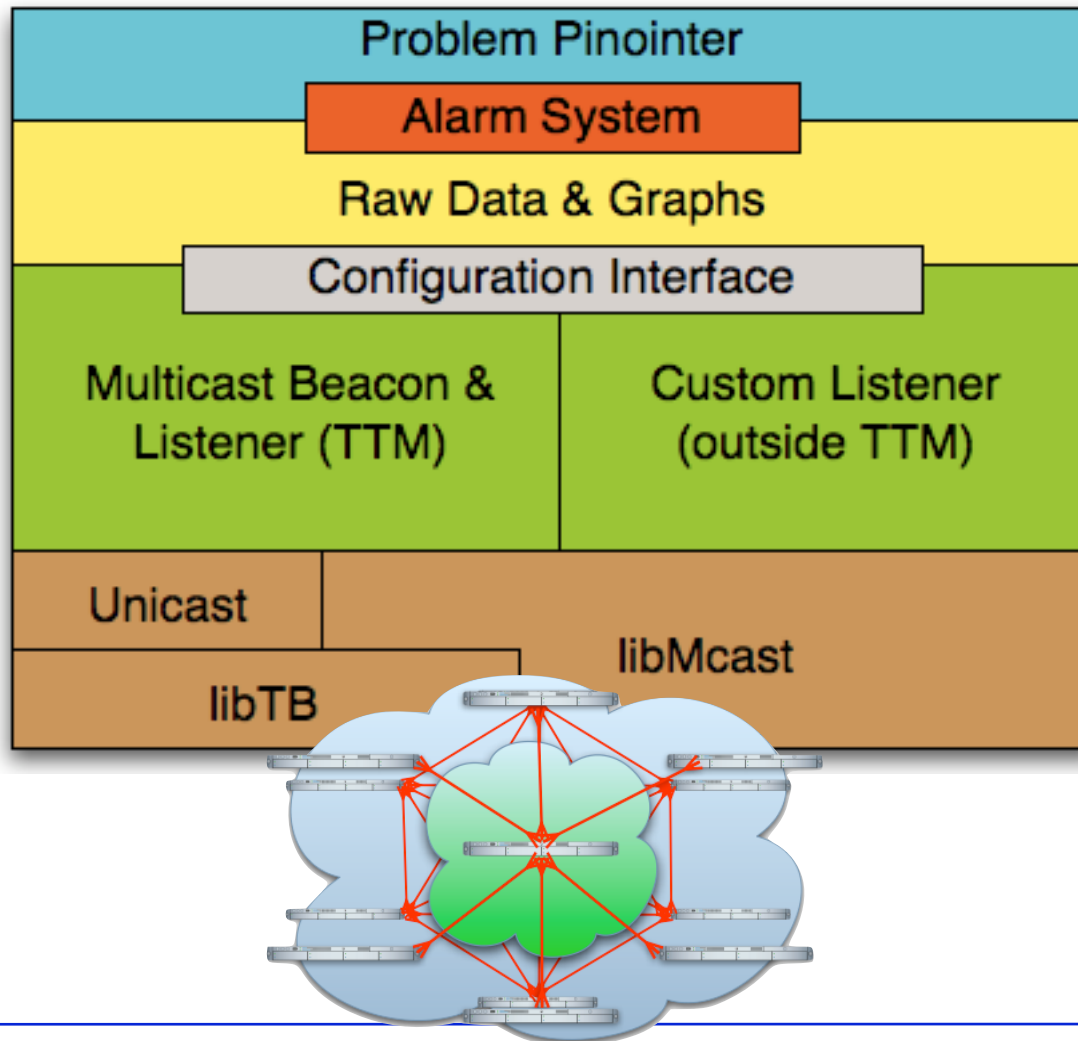 Problem Pinointer
Alarm System
Raw Data & Graphs
Configuration Interface
Multicast Beacon &
Listener (TTM)
Custom Listener
(outside TTM)
Unicast
libMcast
libTB